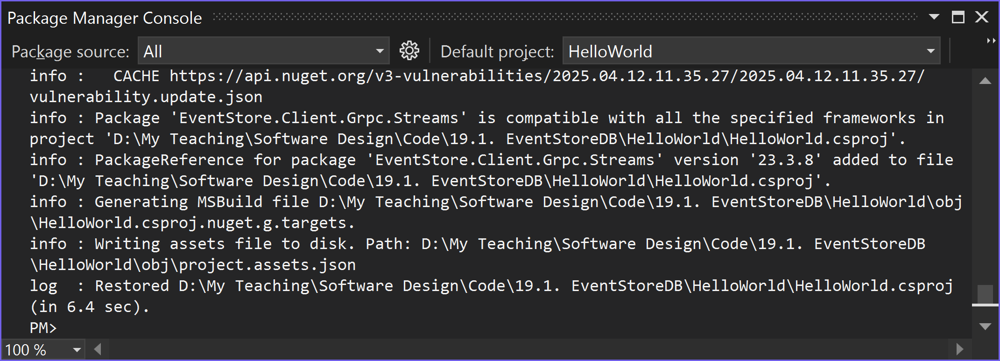 Package Manager Console
Package source: All Default project: HelloWorld
info :   CACHE https://api.nuget.org/v3-vulnerabilities/2025.04.12.11.35.27/2025.04.12.11.35.27/
vulnerability.update.json
info : Package 'EventStore.Client.Grpc.Streams' is compatible with all the specified frameworks in
project 'D:\My Teaching\Software Design\Code\19.1. EventStoreDB\HelloWorld\HelloWorld.csproj'.
info : PackageReference for package 'EventStore.Client.Grpc.Streams' version '23.3.8' added to file
'D:\My Teaching\Software Design\Code\19.1. EventStoreDB\HelloWorld\HelloWorld.csproj'.
info : Generating MSBuild file D:\My Teaching\Software Design\Code\19.1. EventStoreDB\HelloWorld\obj
\HelloWorld.csproj.nuget.g.targets.
info : Writing assets file to disk. Path: D:\My Teaching\Software Design\Code\19.1. EventStoreDB
\HelloWorld\obj\project.assets.json
log  : Restored D:\My Teaching\Software Design\Code\19.1. EventStoreDB\HelloWorld\HelloWorld.csproj
(in 6.4 sec).
PM>
100 %